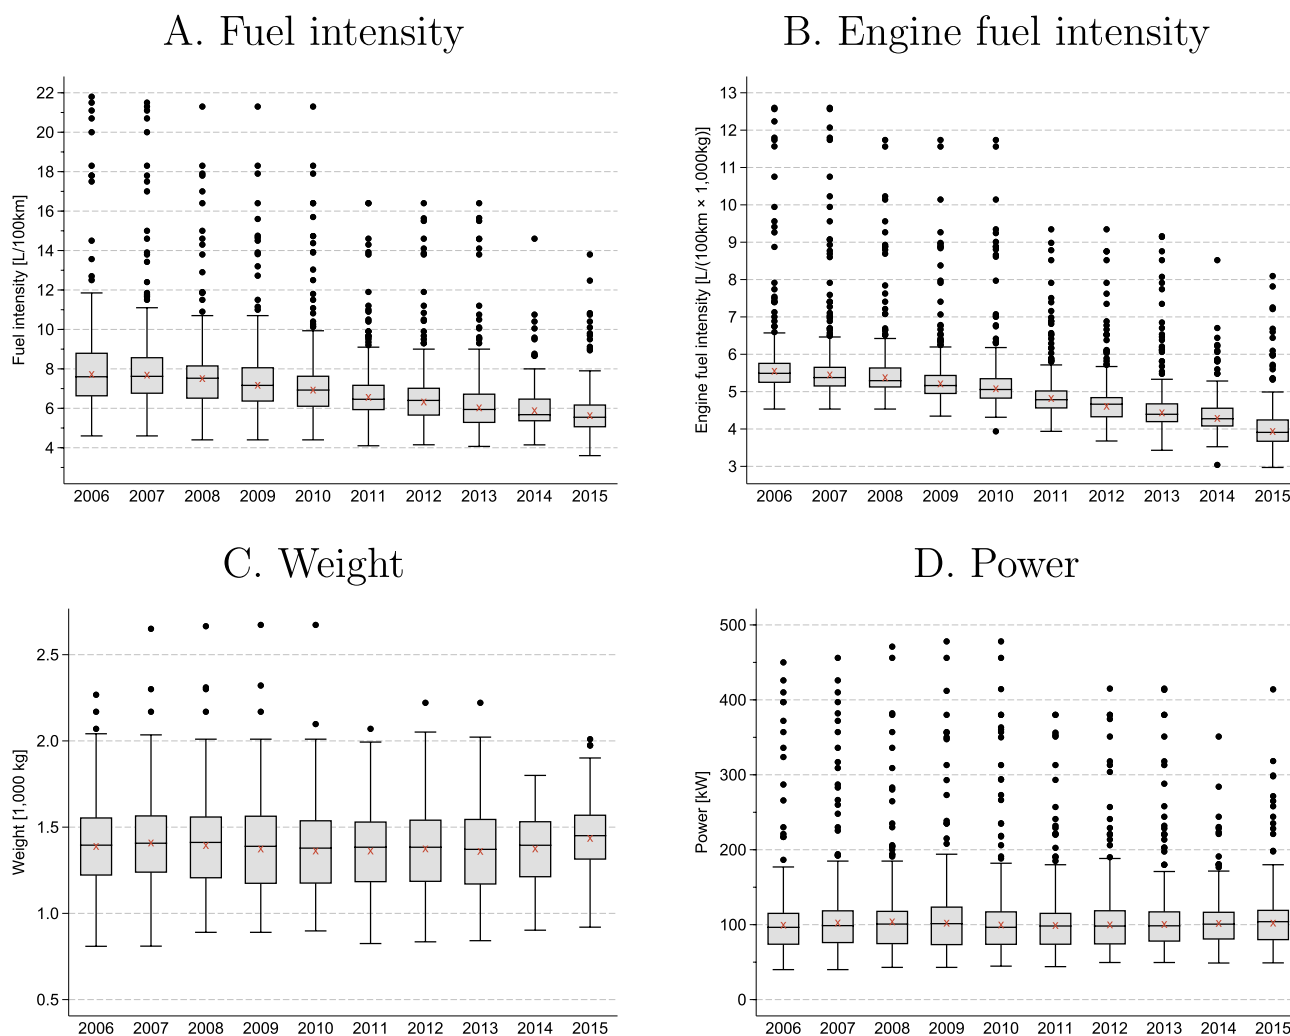 A. Fuel intensity
Fuel intensity [L/100km]
22
20
18
16
14
12
10
8
6
4
2006 2007 2008 2009 2010 2011 2012 2013 2014 2015
B. Engine fuel intensity
Engine fuel intensity [L/(100km × 1,000kg)]
13
12
11
10
9
8
7
6
5
4
3
2006 2007 2008 2009 2010 2011 2012 2013 2014 2015
C. Weight
Weight [1,000 kg]
2.5
2.0
1.5
1.0
0.5
2006 2007 2008 2009 2010 2011 2012 2013 2014 2015
D. Power
Power [kW]
500
400
300
200
100
0
2006 2007 2008 2009 2010 2011 2012 2013 2014 2015